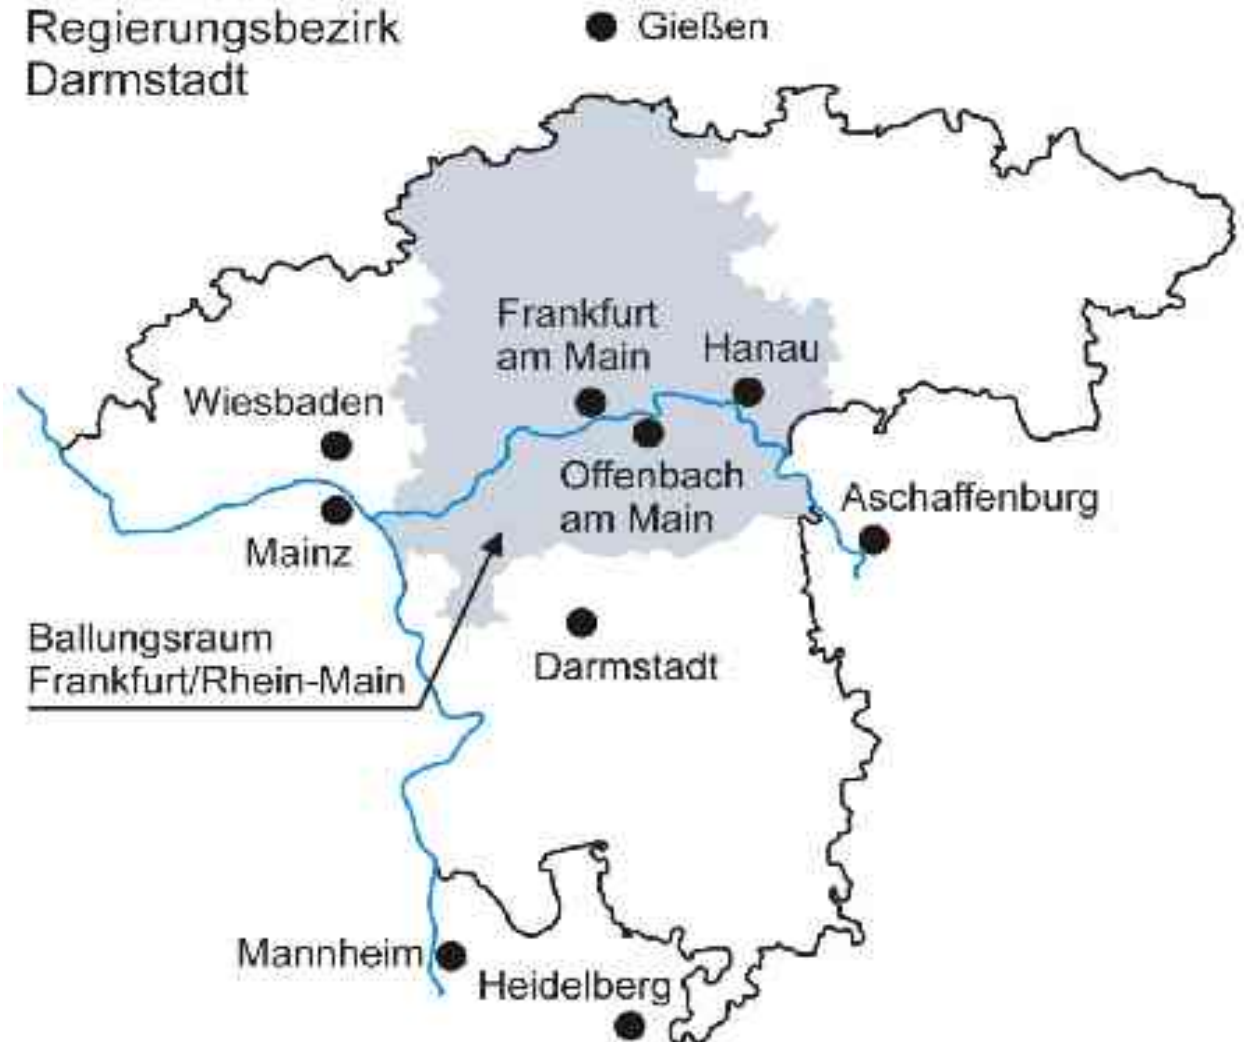 Regierungsbezirk
Darmstadt
Gießen
Frankfurt
am Main
Hanau
Wiesbaden
Offenbach
am Main
Aschaffenburg
Mainz
Ballungsraum
Frankfurt/Rhein-Main
Darmstadt
Mannheim
Heidelberg